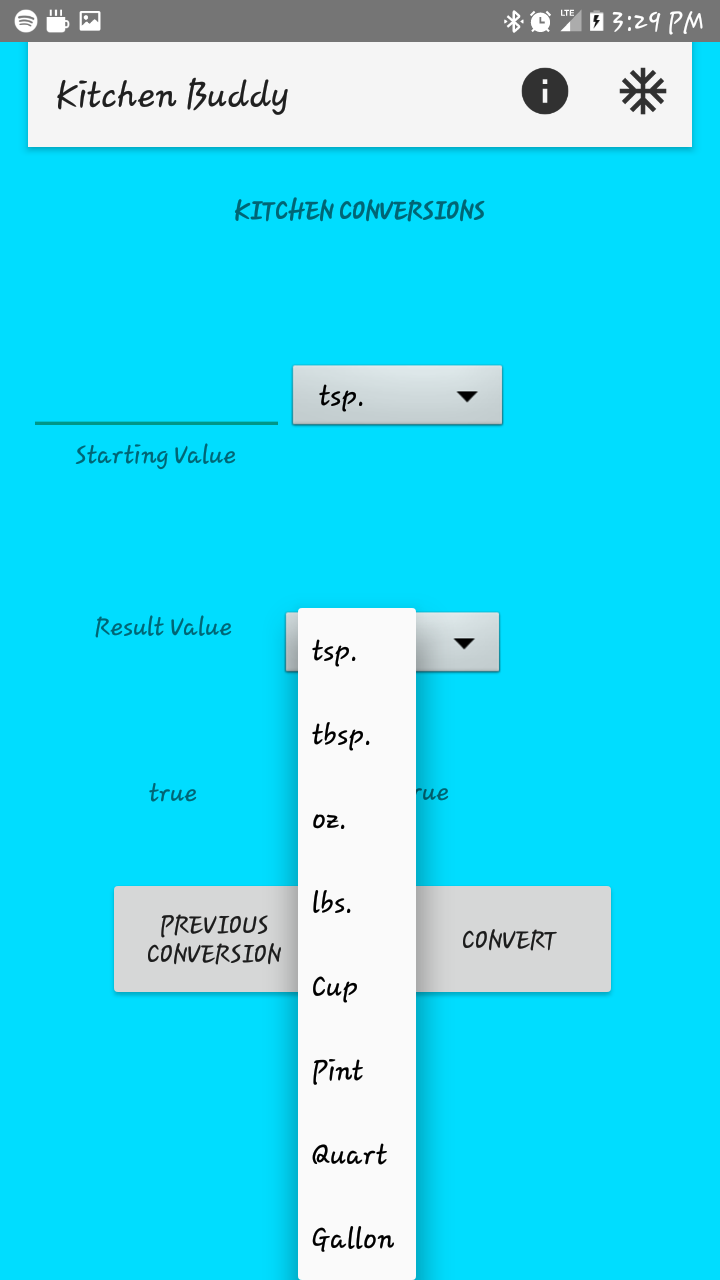 LTE 3:29 PM
Kitchen Buddy
KITCHEN CONVERSIONS
tsp.
Starting Value
Result Value
tsp.
tbsp.
true
oz.
lbs.
PREVIOUS
CONVERSION
CONVERT
Cup
Pint
Quart
Gallon